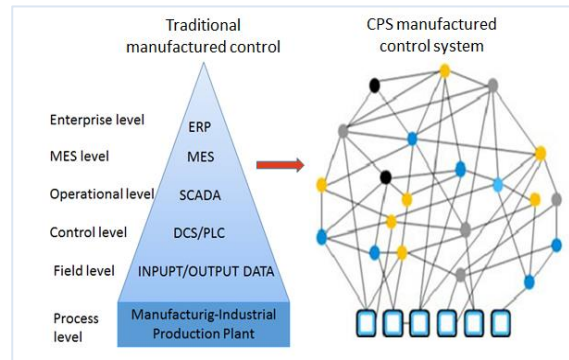 Traditional
manufactured control
CPS manufactured
control system
Enterprise level
ERP
MES level
MES
Operational level
SCADA
Control level
DCS/PLC
Field level
INPUPT/OUTPUT DATA
Process
level
Manufacturig-Industrial
Production Plant